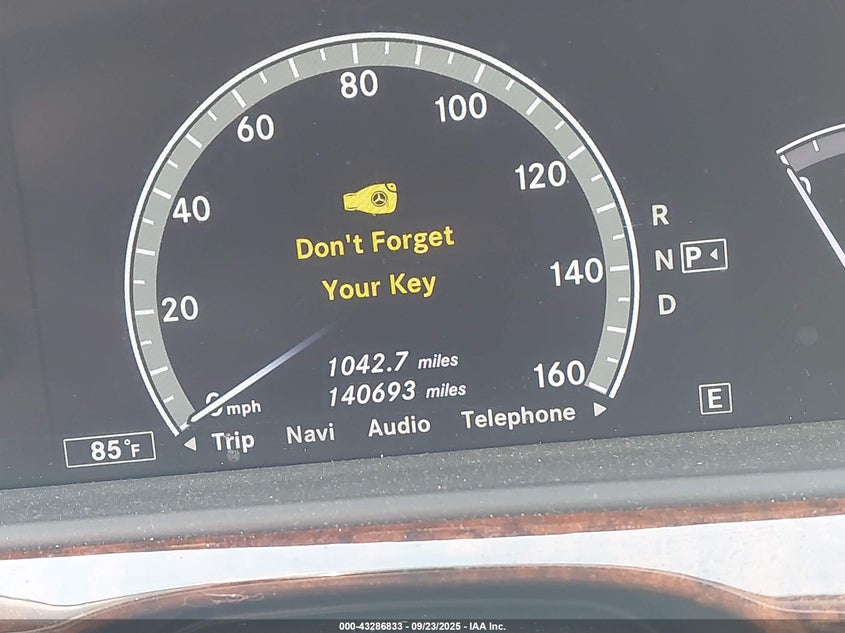 80
60
100
40
120
Don't Forget
Your Key
R
N P
D
140
20
1042.7 miles
140693 miles
160
0 mph
E
85°F
Trip Navi Audio Telephone
000-43286833 - 09/23/2025 - IAA Inc.